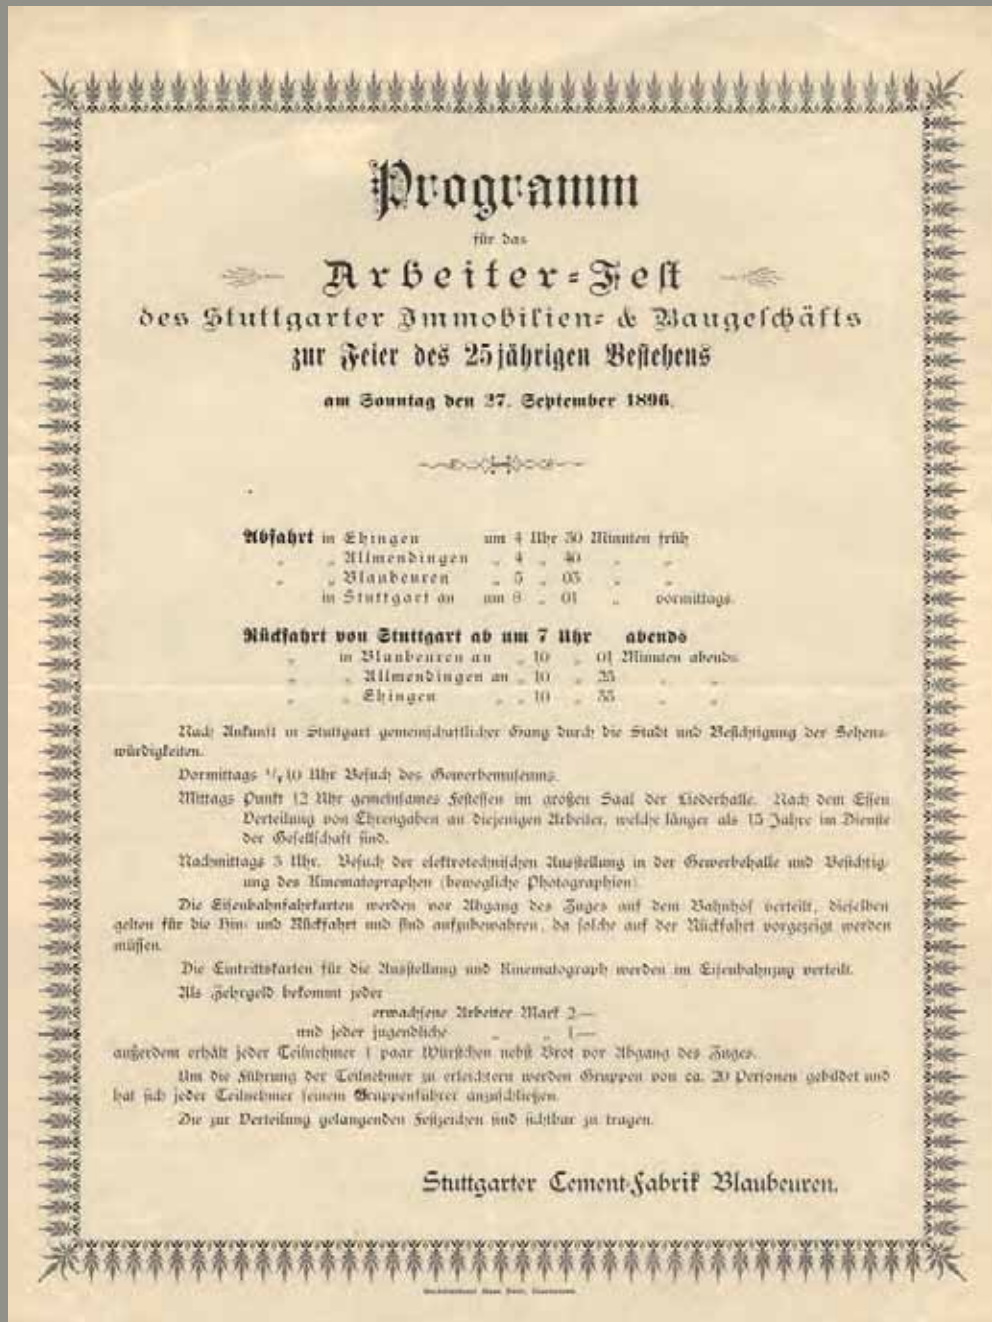 Programm
für das
Arbeiter-Fest
des Stuttgarter Immobilien- & Baugeschäfts
zur Feier des 25jährigen Bestehens
am Sonntag den 27. September 1896.
Abfahrt in Ehingen um 4 Uhr 30 Minuten früh
„ „ Allmendingen „ 4 „ 40 „ „
„ „ Blaubeuren „ 5 „ 03 „ „
in Stuttgart an um 8 „ 01 „ vormittags.
Rückfahrt von Stuttgart ab um 7 Uhr abends
„ in Blaubeuren an „ 10 „ 01 Minuten abends
„ „ Allmendingen an „ 10 „ 25 „ „
„ „ Ehingen „ „ 10 „ 35 „ „
Nach Ankunft in Stuttgart gemeinschaftlicher Gang durch die Stadt und Besichtigung der Sehens-
würdigkeiten.
Vormittags 10 Uhr Besuch des Gewerbemuseums.
Mittags Punkt 12 Uhr gemeinsames Festessen im großen Saal der Liederhalle. Nach dem Essen
Verteilung von Ehrengaben an diejenigen Arbeiter, welche länger als 15 Jahre im Dienste
der Gesellschaft sind.
Nachmittags 3 Uhr. Besuch der elektrotechnischen Ausstellung in der Gewerbehalle und Besichtig-
ung des Kinematopraphen (bewegliche Photographien).
Die Eisenbahnfahrkarten werden vor Abgang des Zuges auf dem Bahnhof verteilt, dieselben
gelten für die Hin- und Rückfahrt und sind aufzubewahren, da solche auf der Rückfahrt vorgezeigt werden
müssen.
Die Eintrittskarten für die Ausstellung und Kinematograph werden im Eisenbahnzug verteilt.
Als Zehrgeld bekommt jeder
erwachsene Arbeiter Mark 2—
und jeder jugendliche „ „ 1—
außerdem erhält jeder Teilnehmer 1 paar Würstchen nebst Brot vor Abgang des Zuges.
Um die Führung der Teilnehmer zu erleichtern werden Gruppen von ca. 20 Personen gebildet und
hat sich jeder Teilnehmer seinem Gruppenführer anzuschließen.
Die zur Verteilung gelangenden Festzeichen sind sichtbar zu tragen.
Stuttgarter Cement-Fabrik Blaubeuren.